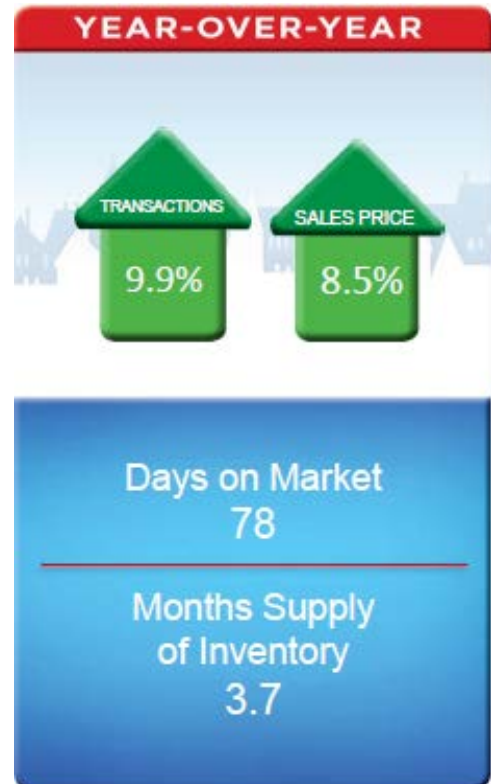 YEAR-OVER-YEAR
TRANSACTIONS
9.9%
SALES PRICE
8.5%
Days on Market
78
Months Supply
of Inventory
3.7